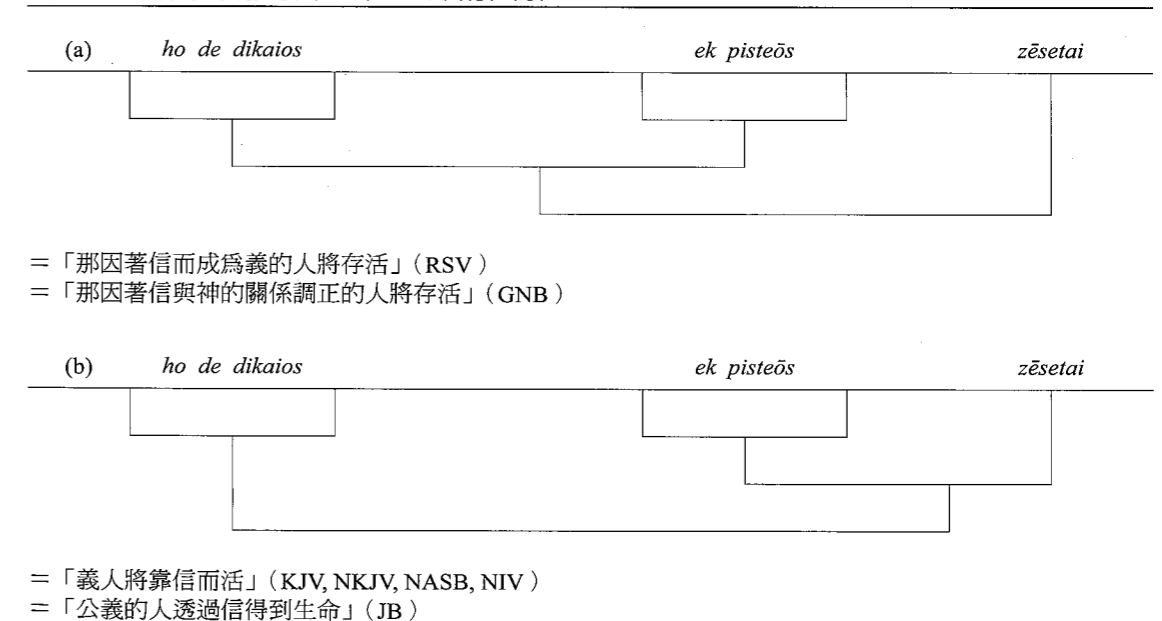 (a) ho de dikaios ek pisteōs zēsetai
＝「那因著信而成爲義的人將存活」（RSV）
＝「那因著信與神的關係調正的人將存活」（GNB）
(b) ho de dikaios ek pisteōs zēsetai
＝「義人將靠信而活」（KJV, NKJV, NASB, NIV）
＝「公義的人透過信得到生命」（JB）